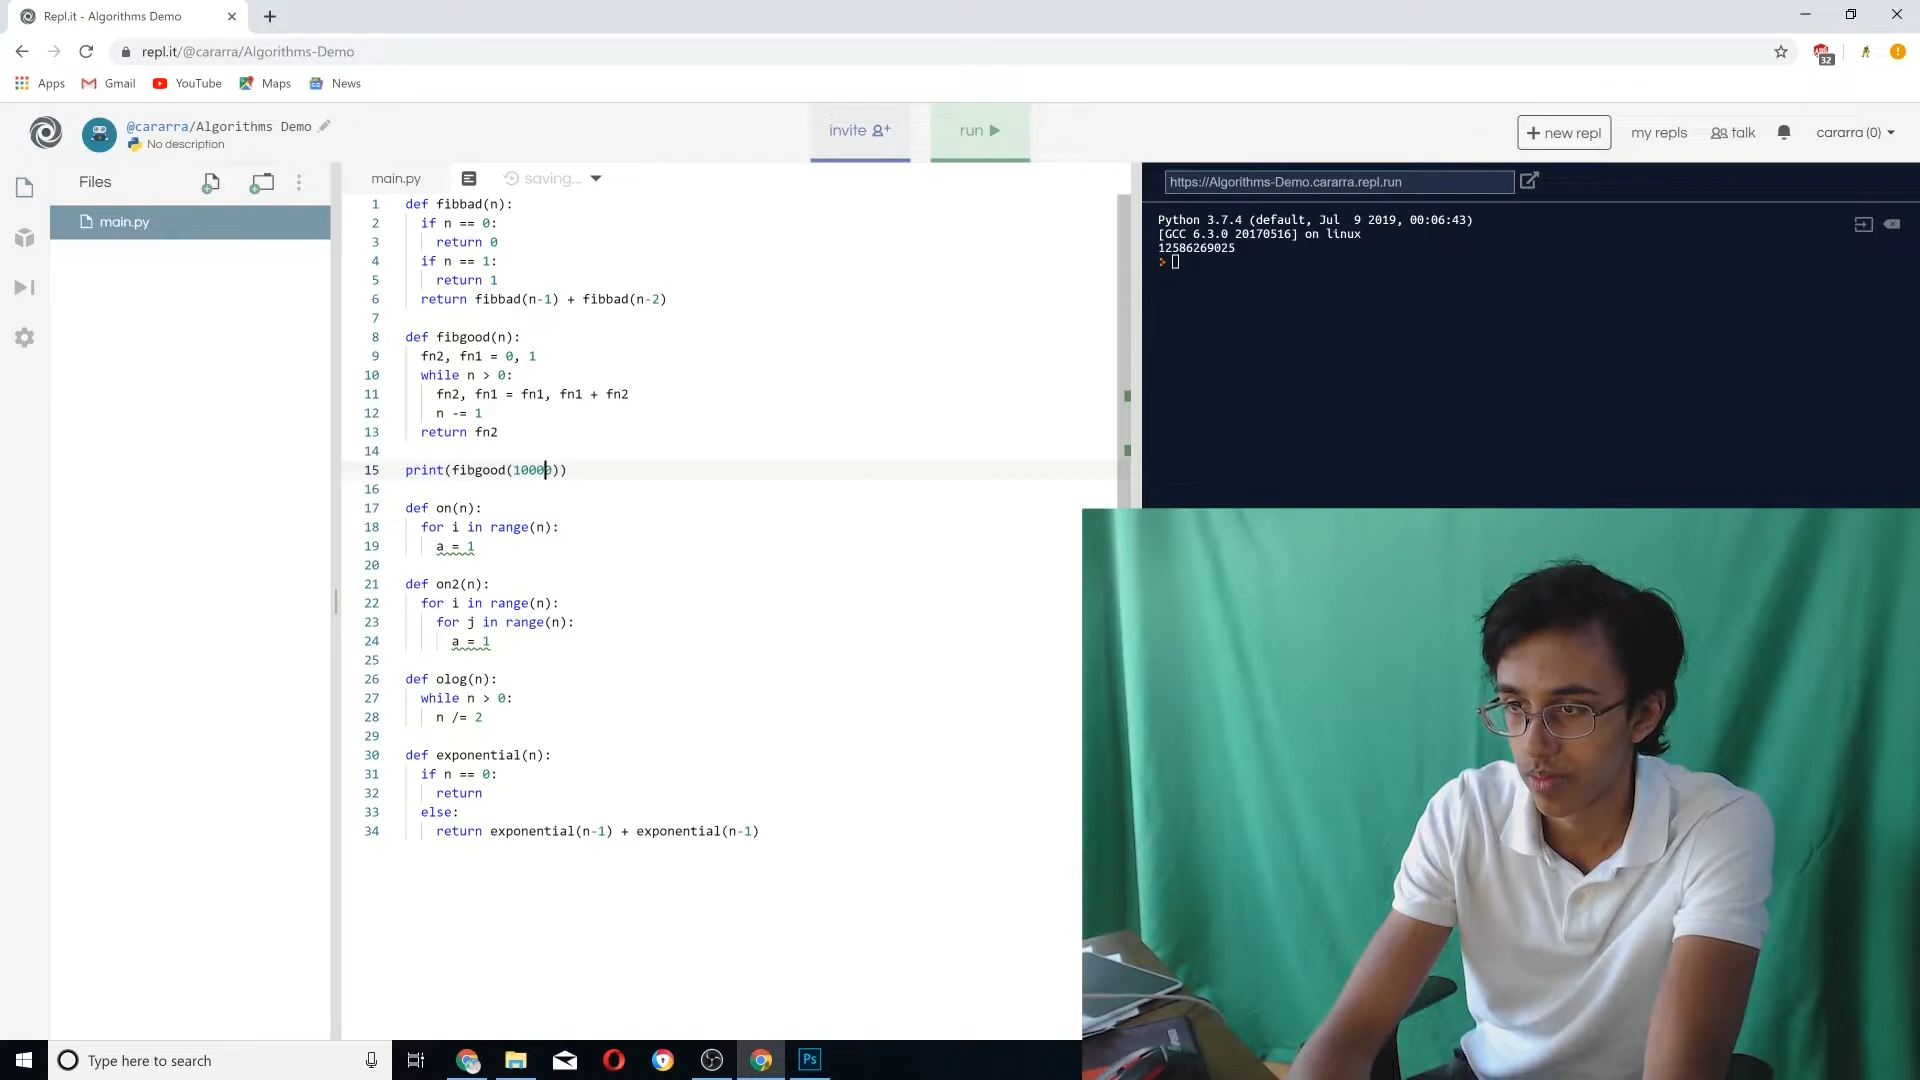 Repl.it - Algorithms Demo
repl.it/@cararra/Algorithms-Demo
32
Apps Gmail YouTube Maps News
@cararra/Algorithms Demo
No description
invite
run
new repl my repls talk cararra (0)
Files
main.py
main.py saving...
1 def fibbad(n):
2 if n == 0:
3 return 0
4 if n == 1:
5 return 1
6 return fibbad(n-1) + fibbad(n-2)
7
8 def fibgood(n):
9 fn2, fn1 = 0, 1
10 while n > 0:
11 fn2, fn1 = fn1, fn1 + fn2
12 n -= 1
13 return fn2
14
15 print(fibgood(10000))
16
17 def on(n):
18 for i in range(n):
19 a = 1
20
21 def on2(n):
22 for i in range(n):
23 for j in range(n):
24 a = 1
25
26 def olog(n):
27 while n > 0:
28 n /= 2
29
30 def exponential(n):
31 if n == 0:
32 return
33 else:
34 return exponential(n-1) + exponential(n-1)
https://Algorithms-Demo.cararra.repl.run
Python 3.7.4 (default, Jul  9 2019, 00:06:43)
[GCC 6.3.0 20170516] on linux
12586269025
Type here to search
Ps